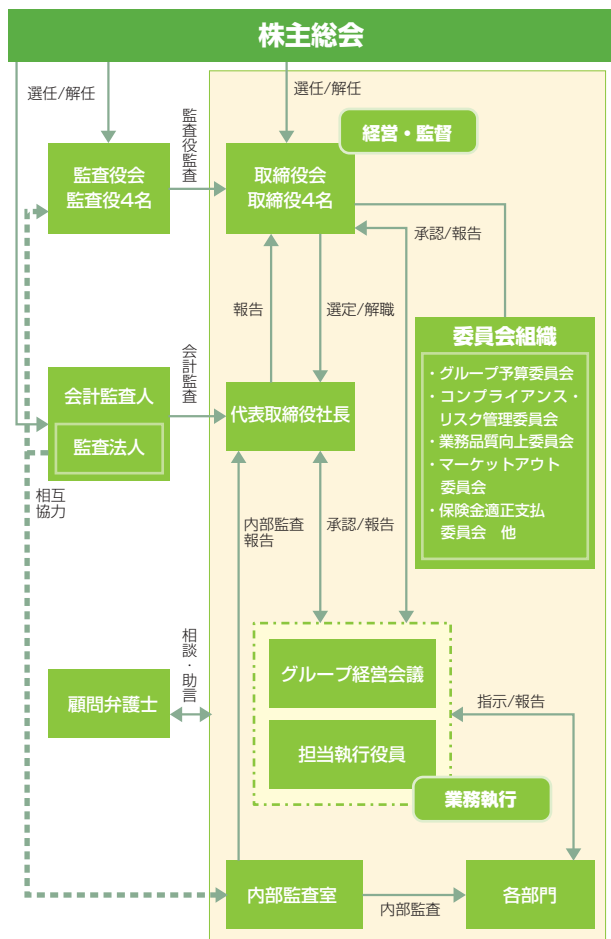 株主総会
選任/解任
選任/解任
経営・監督
監査役会
監査役4名
監査役監査
取締役会
取締役4名
承認/報告
報告
選定/解職
委員会組織
・グループ予算委員会
・コンプライアンス・
リスク管理委員会
・業務品質向上委員会
・マーケットアウト
委員会
・保険金適正支払
委員会　他
会計監査人
監査法人
会計監査
代表取締役社長
相互
協力
内部監査
報告
承認/報告
相談・助言
顧問弁護士
グループ経営会議
担当執行役員
業務執行
指示/報告
内部監査室
内部監査
各部門